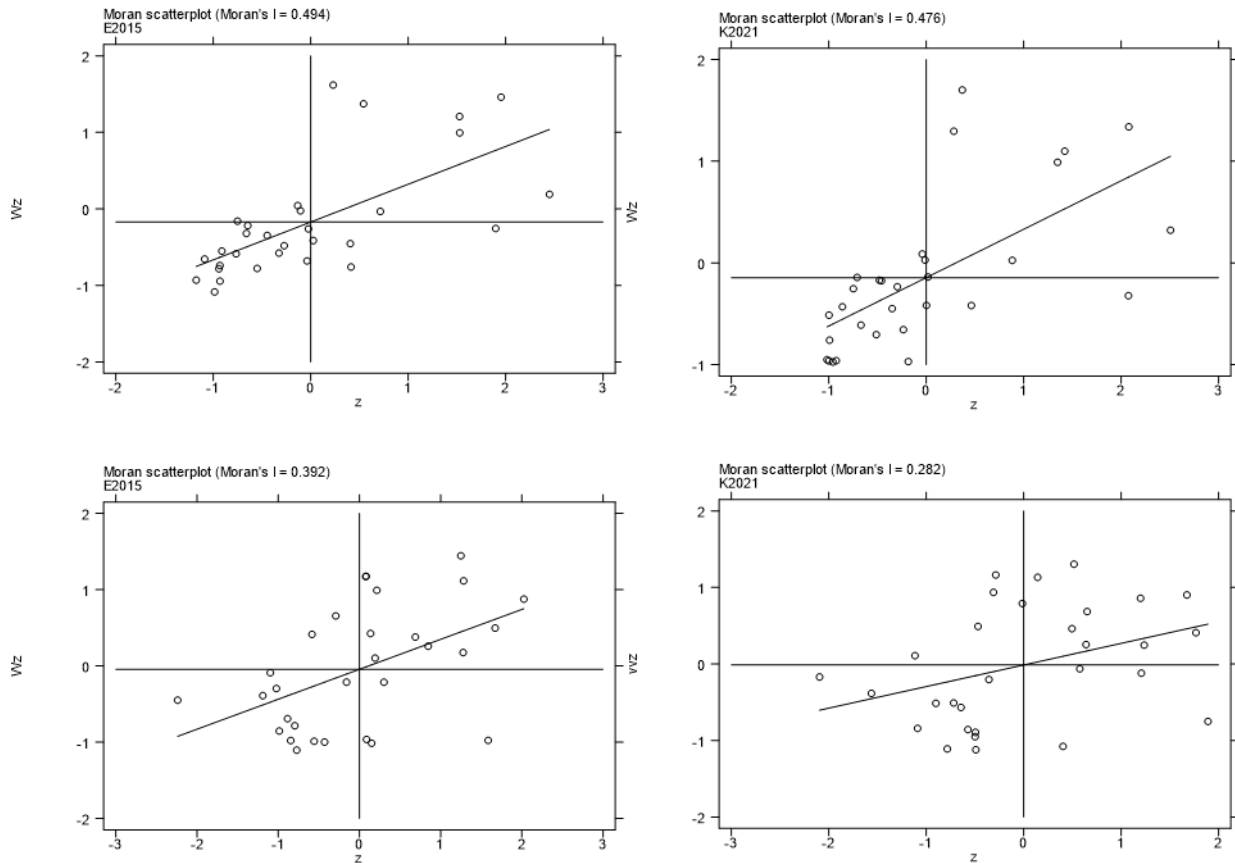 Moran scatterplot (Moran's I = 0.494)
E2015
2
1
0
-1
-2
Wz
-2
-1
0
1
2
3
z
Moran scatterplot (Moran's I = 0.476)
K2021
2
1
0
-1
Wz
-2
-1
0
1
2
3
z
Moran scatterplot (Moran's I = 0.392)
E2015
2
1
0
-1
-2
Wz
-3
-2
-1
0
1
2
3
z
Moran scatterplot (Moran's I = 0.282)
K2021
2
1
0
-1
-2
Wz
-3
-2
-1
0
1
2
z